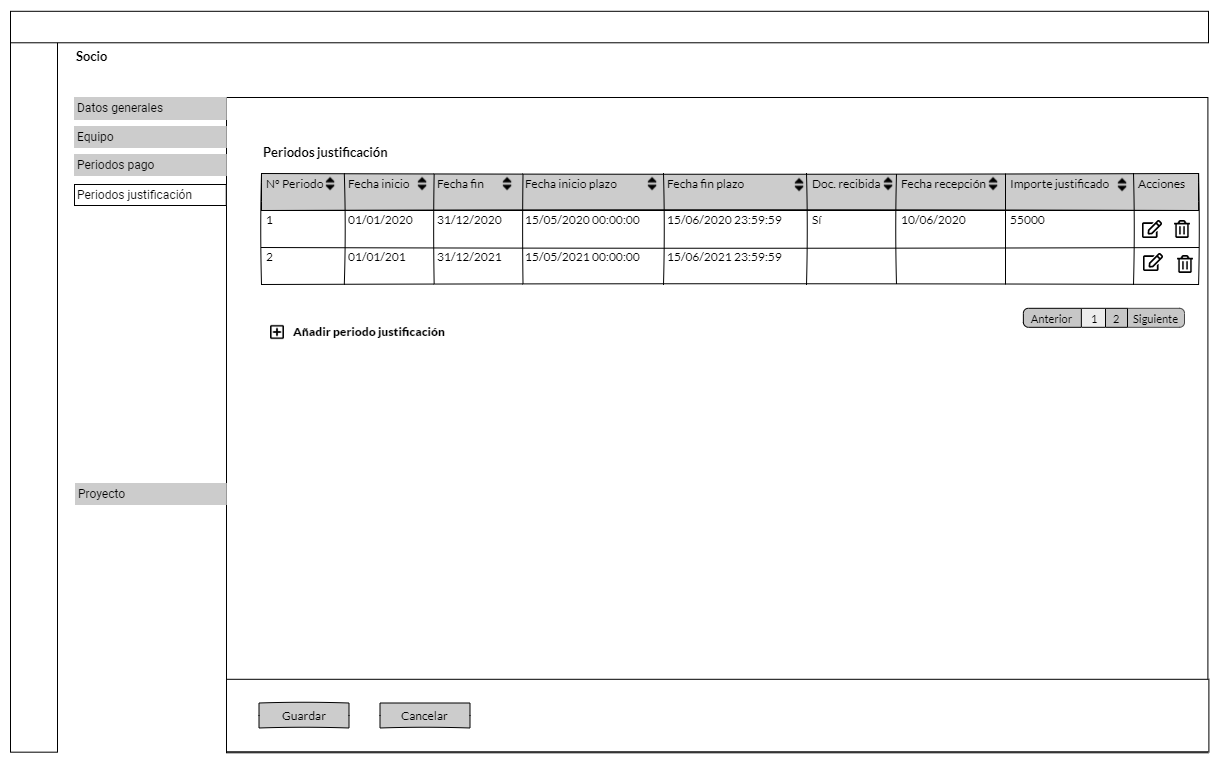 Socio
Datos generales
Equipo
Periodos pago
Periodos justificación
Proyecto
Periodos justificación
Nº Periodo Fecha inicio Fecha fin Fecha inicio plazo Fecha fin plazo Doc. recibida Fecha recepción Importe justificado Acciones
1 01/01/2020 31/12/2020 15/05/2020 00:00:00 15/06/2020 23:59:59 Sí 10/06/2020 55000
2 01/01/201 31/12/2021 15/05/2021 00:00:00 15/06/2021 23:59:59
Anterior 1 2 Siguiente
Añadir periodo justificación
Guardar Cancelar